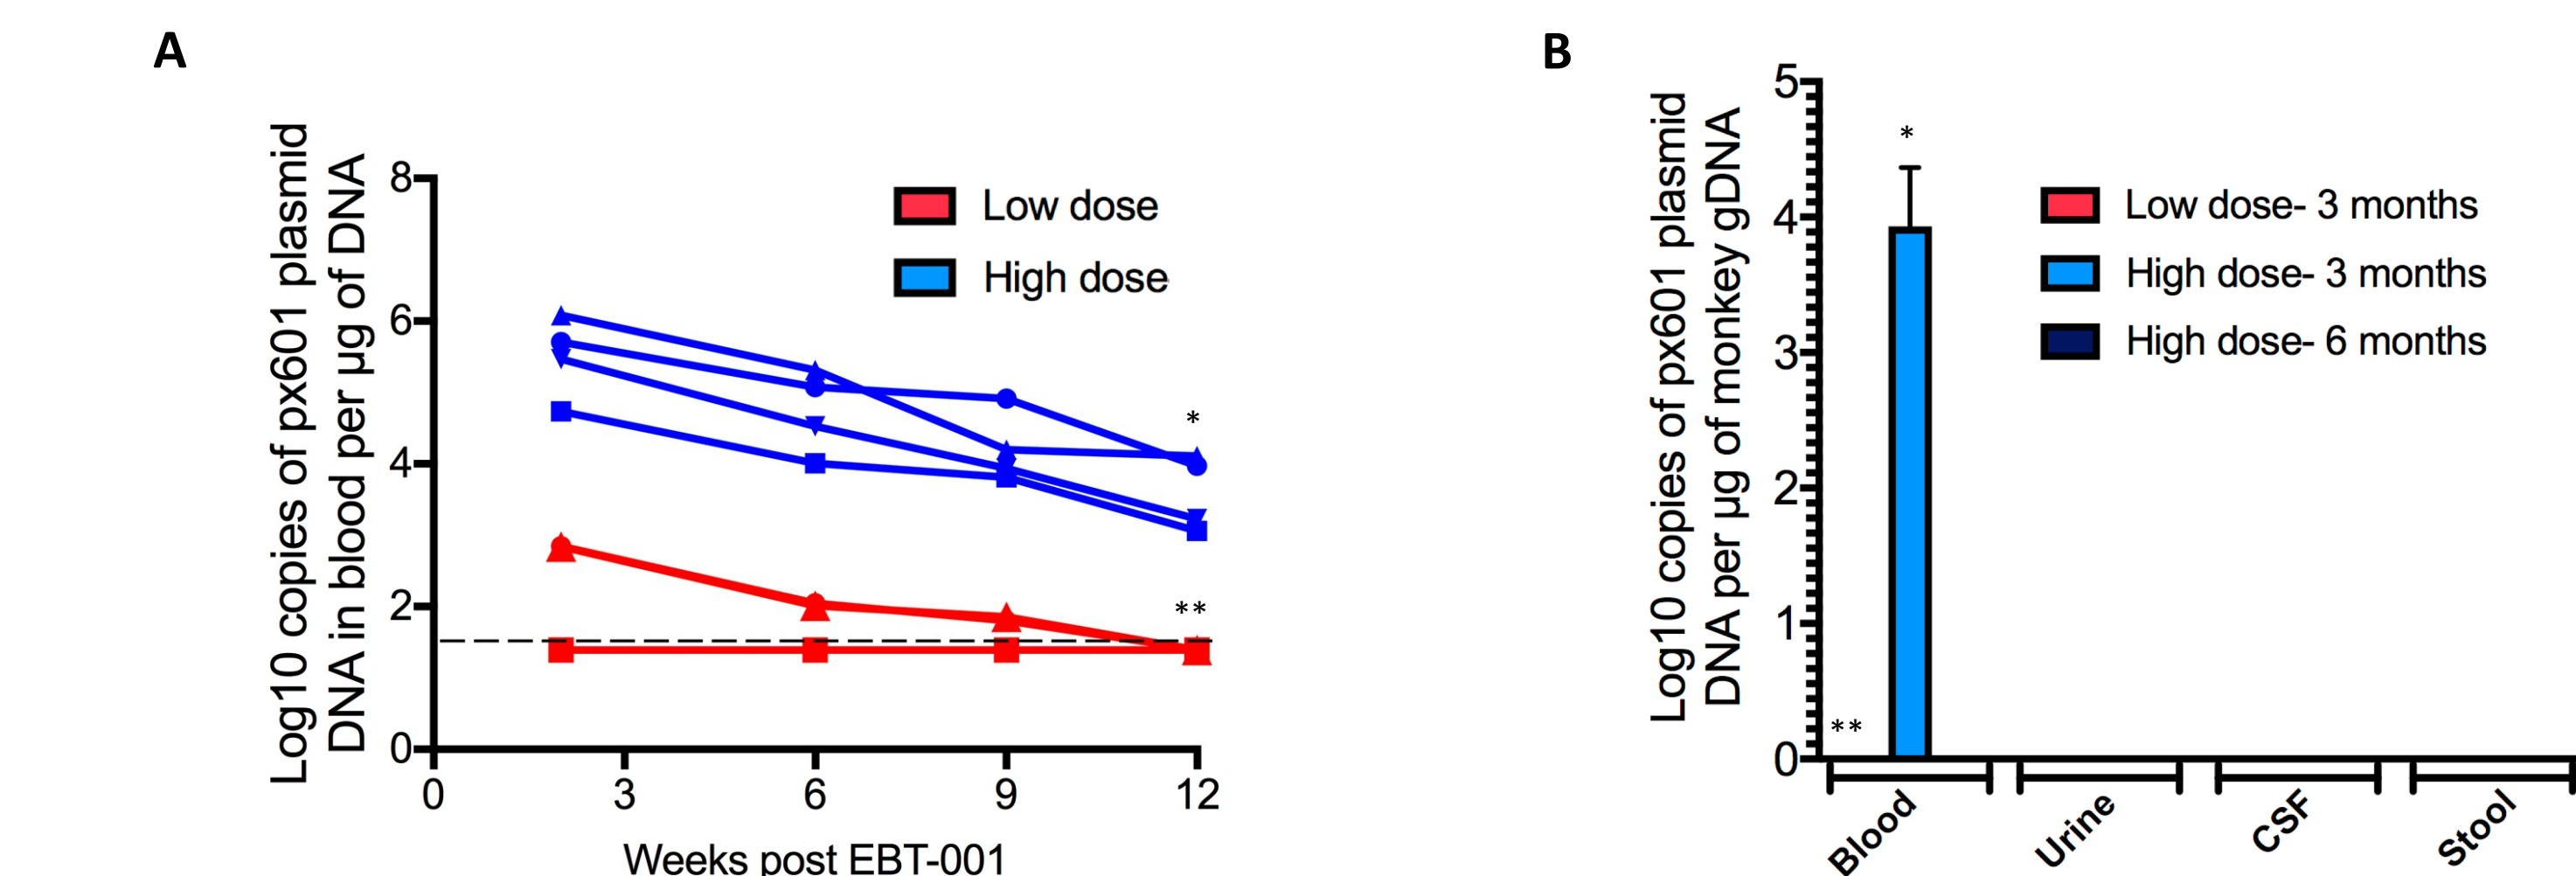 A
Log10 copies of px601 plasmid
DNA in blood per µg of DNA
8
6
4
2
0
0 3 6 9 12
Weeks post EBT-001
Low dose
High dose
*
**
B
Log10 copies of px601 plasmid
DNA per µg of monkey gDNA
5
4
3
2
1
0
*
**
Low dose- 3 months
High dose- 3 months
High dose- 6 months
Blood
Urine
CSF
Stool